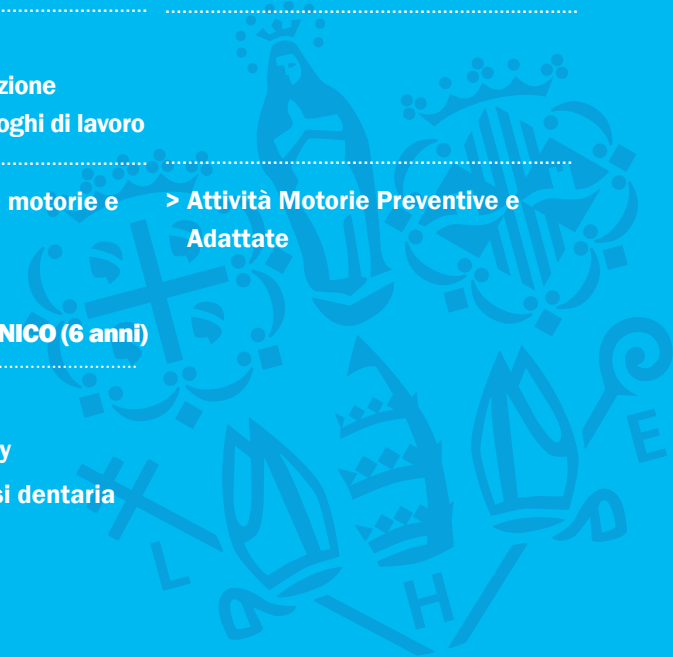 zione
oghi di lavoro
motorie e
> Attività Motorie Preventive e
Adattate
NICO (6 anni)
y
si dentaria
L
H
E